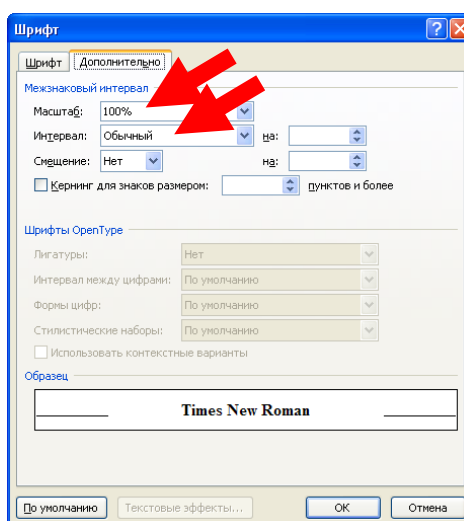 Шрифт
Шрифт Дополнительно
Межзнаковый интервал
Масштаб: 100%
Интервал: Обычный на:
Смещение: Нет на:
Кернинг для знаков размером: пунктов и более
Шрифты OpenType
Лигатуры: Нет
Интервал между цифрами: По умолчанию
Формы цифр: По умолчанию
Стилистические наборы: По умолчанию
Использовать контекстные варианты
Образец
Times New Roman
По умолчанию Текстовые эффекты... ОК Отмена